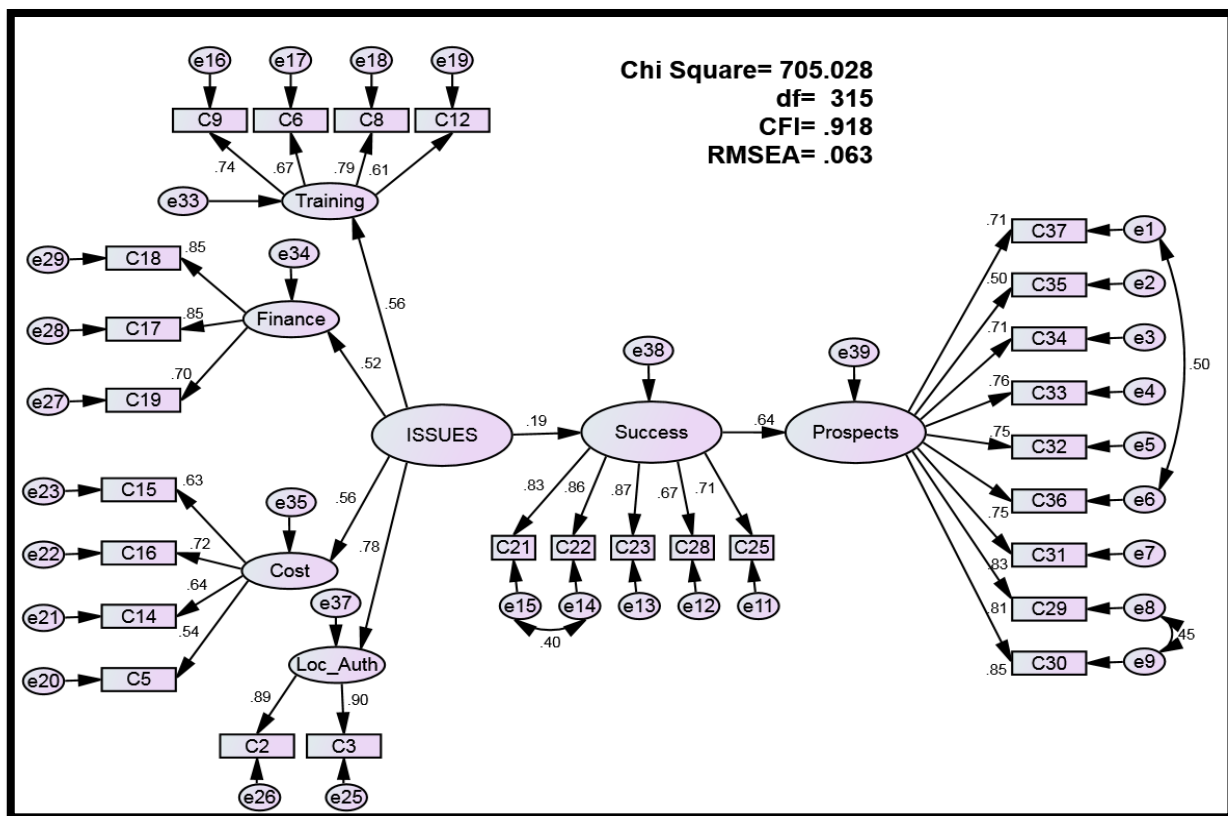 e16
e17
e18
e19
Chi Square= 705.028
df= 315
CFI= .918
RMSEA= .063
C9
C6
C8
C12
.74
.67
.79
.61
e33
Training
e29
C18
.85
e34
e28
C17
.85
Finance
.56
e27
C19
.70
.52
.71
C37
e1
.50
C35
e2
.71
C34
e3
.76
C33
e4
.50
.75
C32
e5
C36
e6
.75
C31
e7
.83
C29
e8
.81
.45
.85
C30
e9
e38
e39
ISSUES
.19
Success
.64
Prospects
e23
C15
.63
e35
.56
e22
C16
.72
Cost
.78
e21
C14
.64
e37
e20
C5
.54
Loc_Auth
.83
.86
.87
.67
.71
C21
C22
C23
C28
C25
e15
e14
e13
e12
e11
.40
.89
.90
C2
C3
e26
e25